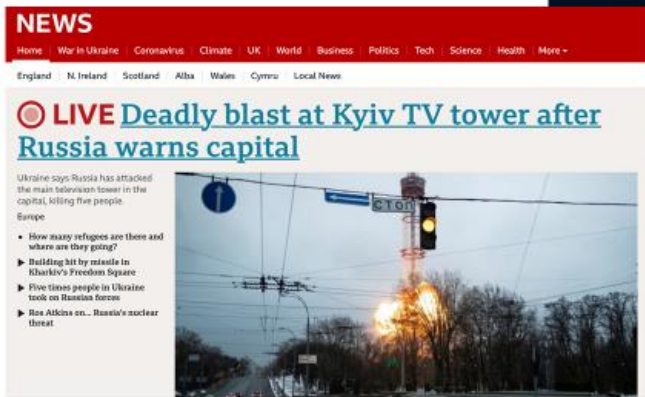 NEWS
Home War in Ukraine Coronavirus Climate UK World Business Politics Tech Science Health More
England N. Ireland Scotland Alba Wales Cymru Local News
LIVE Deadly blast at Kyiv TV tower after
Russia warns capital
Ukraine says Russia has attacked
the main television tower in the
capital, killing five people.
Europe
How many refugees are there and
where are they going?
Building hit by missile in
Kharkiv's Freedom Square
Five times people in Ukraine
took on Russian forces
Ros Atkins on... Russia's nuclear
threat
СТОП